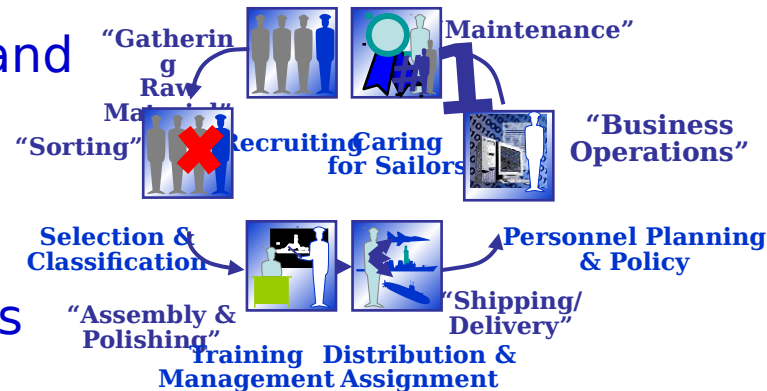 and
“Gatherin
g
Raw
Material”
“Maintenance”
#1
“Sorting”
Recruiting
Caring
for Sailors
“Business
Operations”
Selection &
Classification
Personnel Planning
& Policy
s
“Assembly &
Polishing”
“Shipping/
Delivery”
Training
Management
Distribution &
Assignment